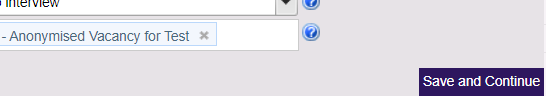 Interview
- Anonymised Vacancy for Test ×
Save and Continue